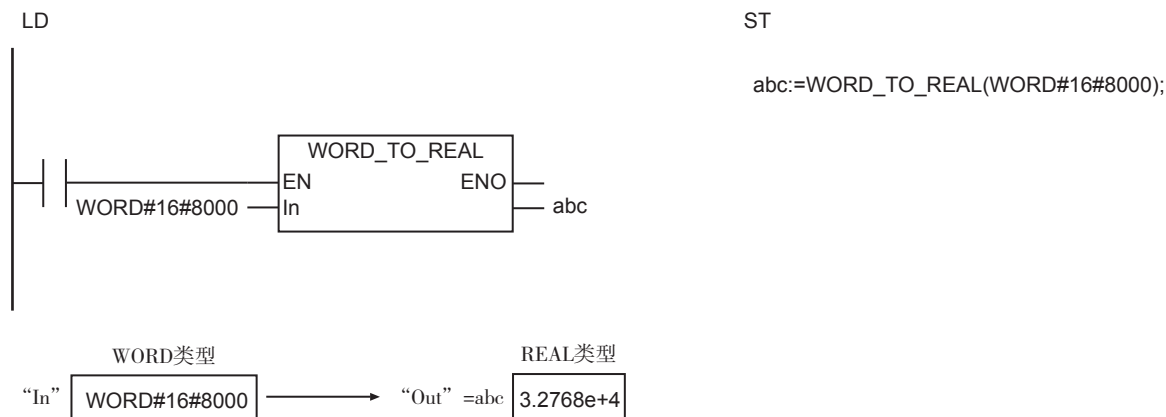 LD
ST
abc:=WORD_TO_REAL(WORD#16#8000);
WORD_TO_REAL
EN ENO
WORD#16#8000 In abc
WORD类型 REAL类型
“In” WORD#16#8000 “Out” =abc 3.2768e+4